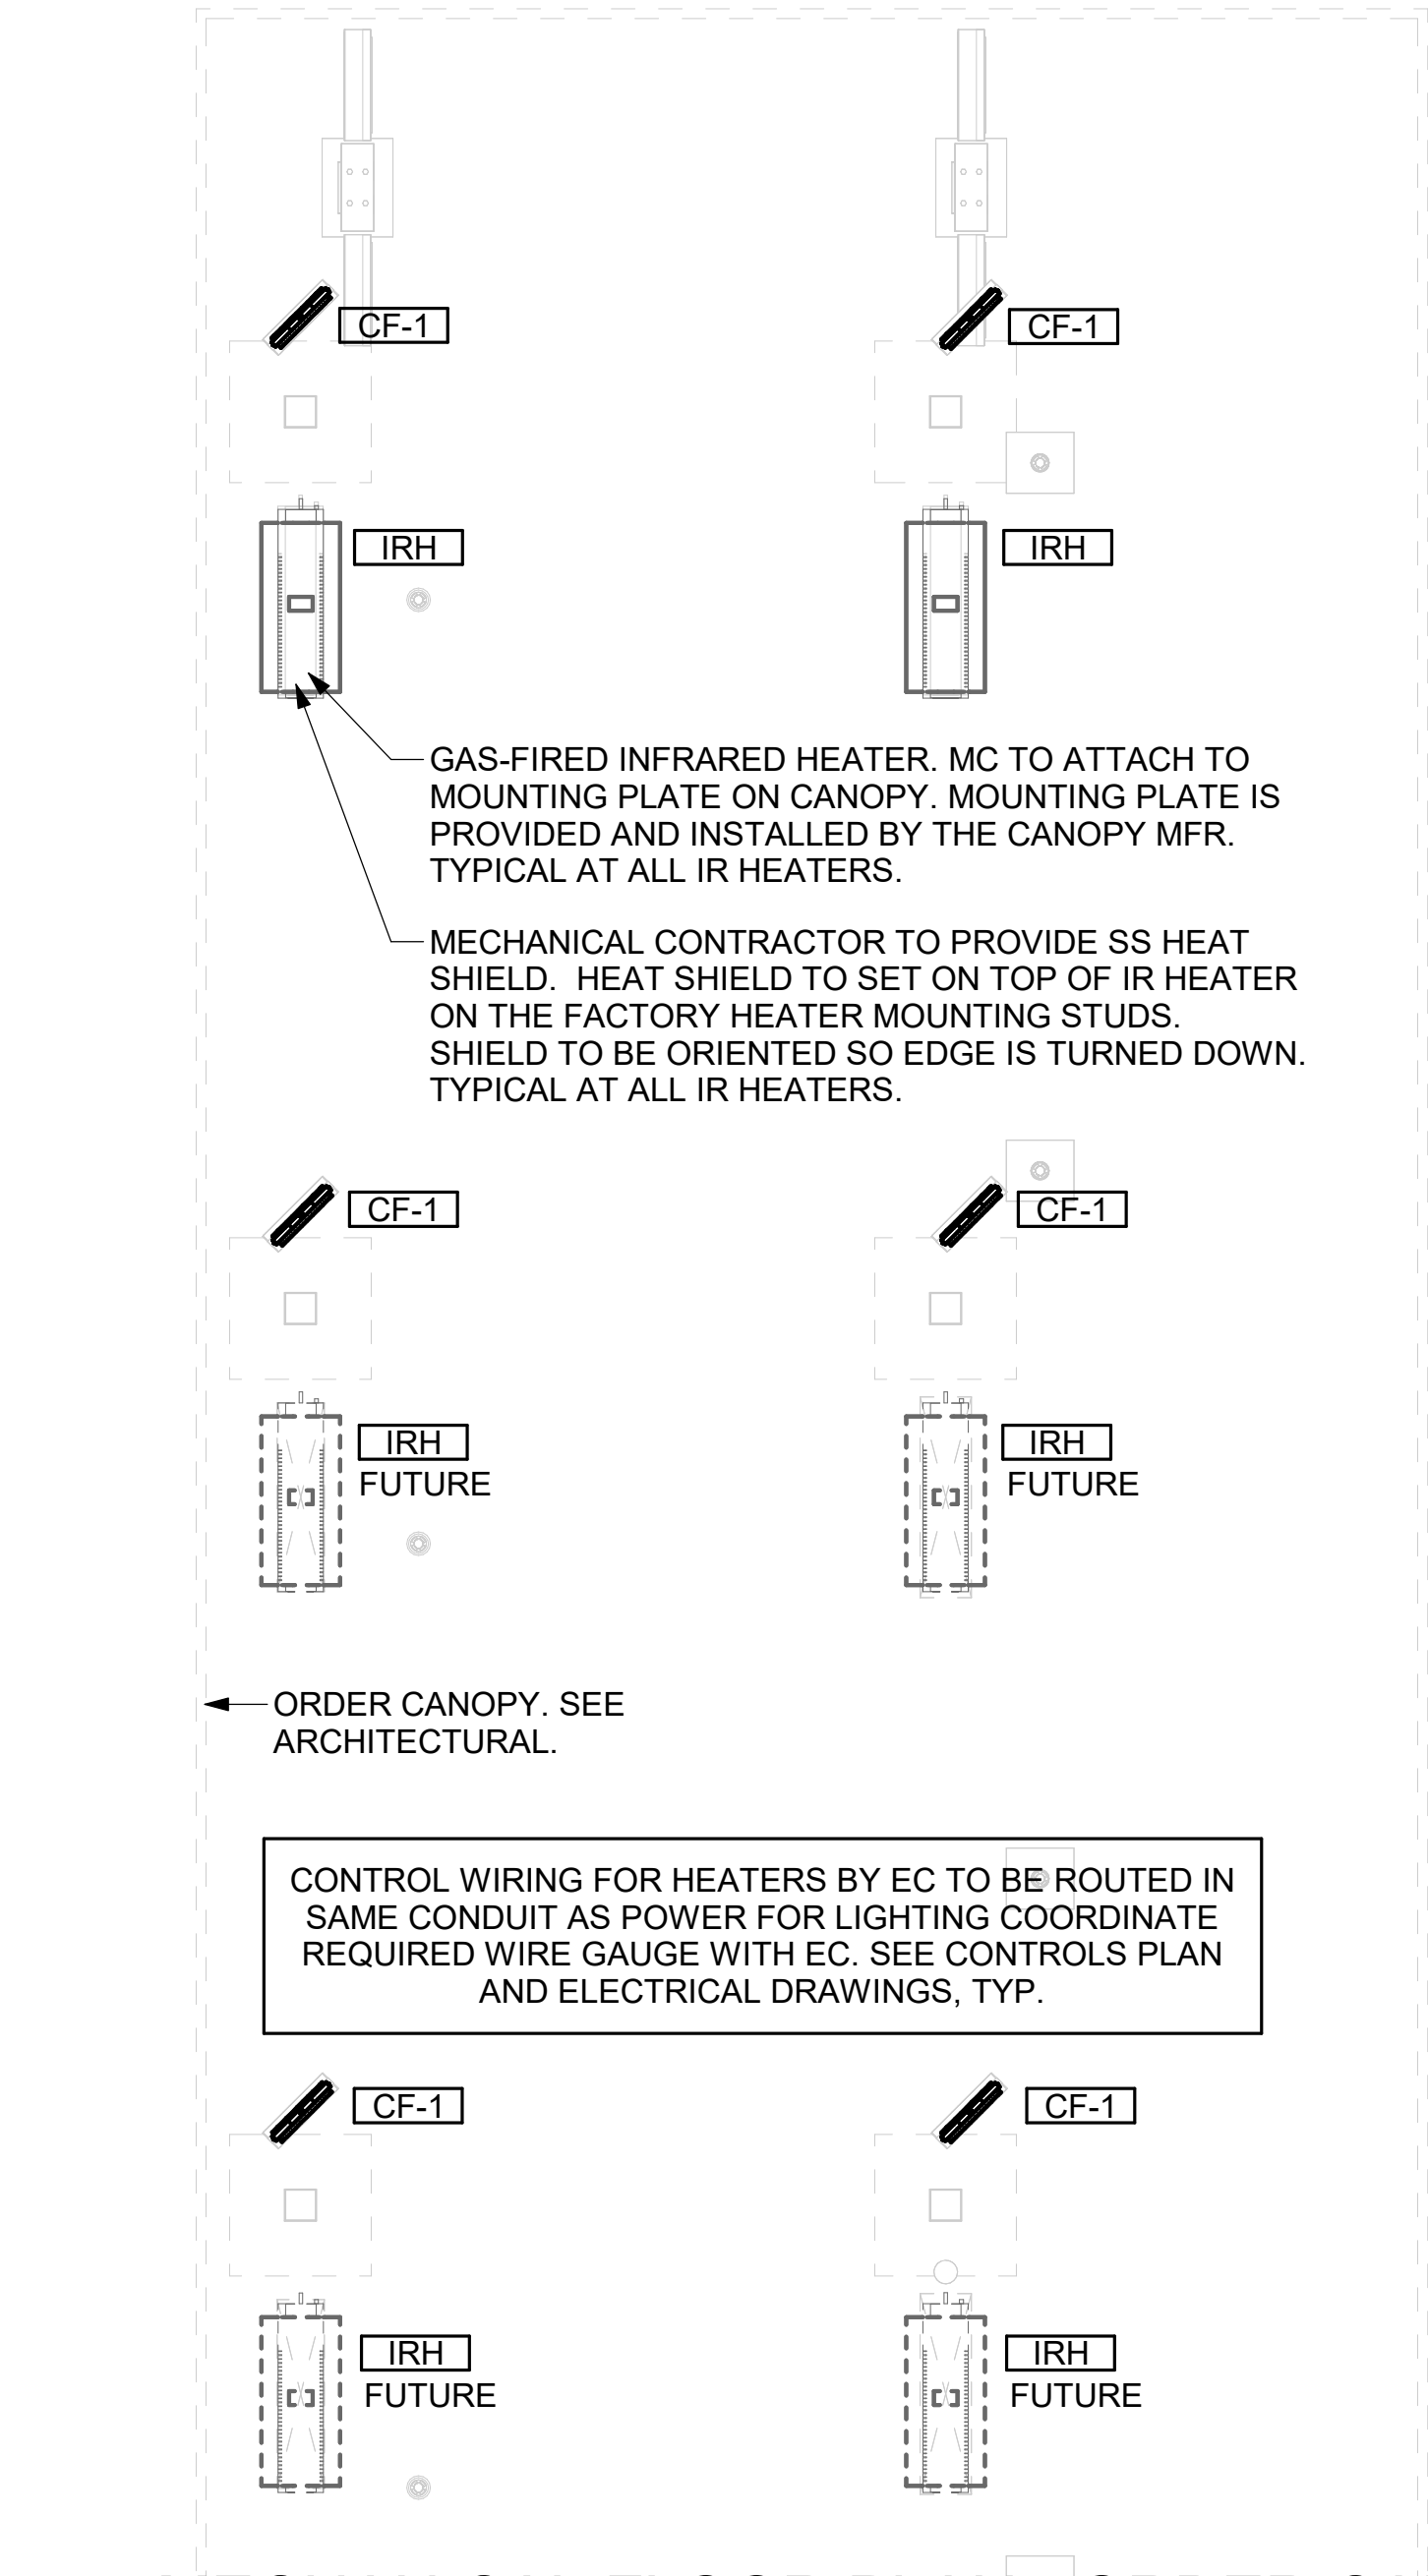 CF-1
CF-1
IRH
IRH
GAS-FIRED INFRARED HEATER. MC TO ATTACH TO
MOUNTING PLATE ON CANOPY. MOUNTING PLATE IS
PROVIDED AND INSTALLED BY THE CANOPY MFR.
TYPICAL AT ALL IR HEATERS.
MECHANICAL CONTRACTOR TO PROVIDE SS HEAT
SHIELD. HEAT SHIELD TO SET ON TOP OF IR HEATER
ON THE FACTORY HEATER MOUNTING STUDS.
SHIELD TO BE ORIENTED SO EDGE IS TURNED DOWN.
TYPICAL AT ALL IR HEATERS.
CF-1
CF-1
IRH
FUTURE
IRH
FUTURE
ORDER CANOPY. SEE
ARCHITECTURAL.
CONTROL WIRING FOR HEATERS BY EC TO BE ROUTED IN
SAME CONDUIT AS POWER FOR LIGHTING COORDINATE
REQUIRED WIRE GAUGE WITH EC. SEE CONTROLS PLAN
AND ELECTRICAL DRAWINGS, TYP.
CF-1
CF-1
IRH
FUTURE
IRH
FUTURE